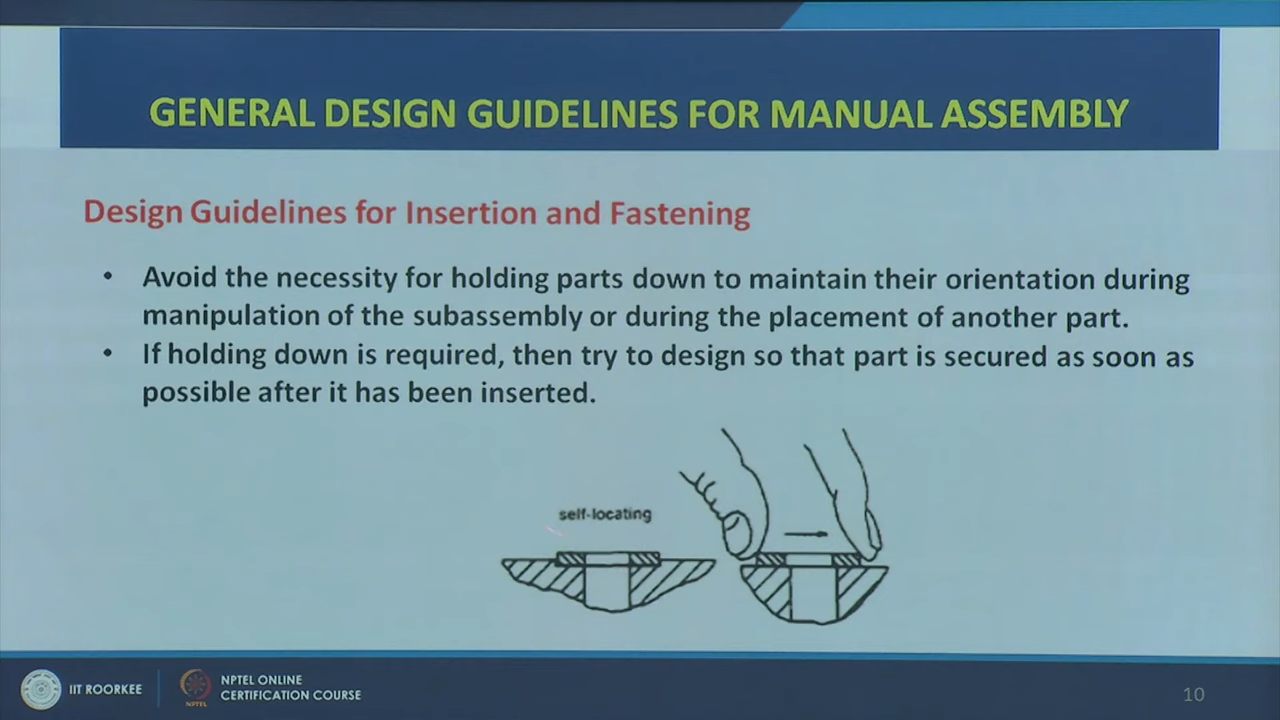 GENERAL DESIGN GUIDELINES FOR MANUAL ASSEMBLY
Design Guidelines for Insertion and Fastening
• Avoid the necessity for holding parts down to maintain their orientation during
manipulation of the subassembly or during the placement of another part.
• If holding down is required, then try to design so that part is secured as soon as
possible after it has been inserted.
self-locating
IIT ROORKEE
NPTEL
NPTEL ONLINE
CERTIFICATION COURSE
10